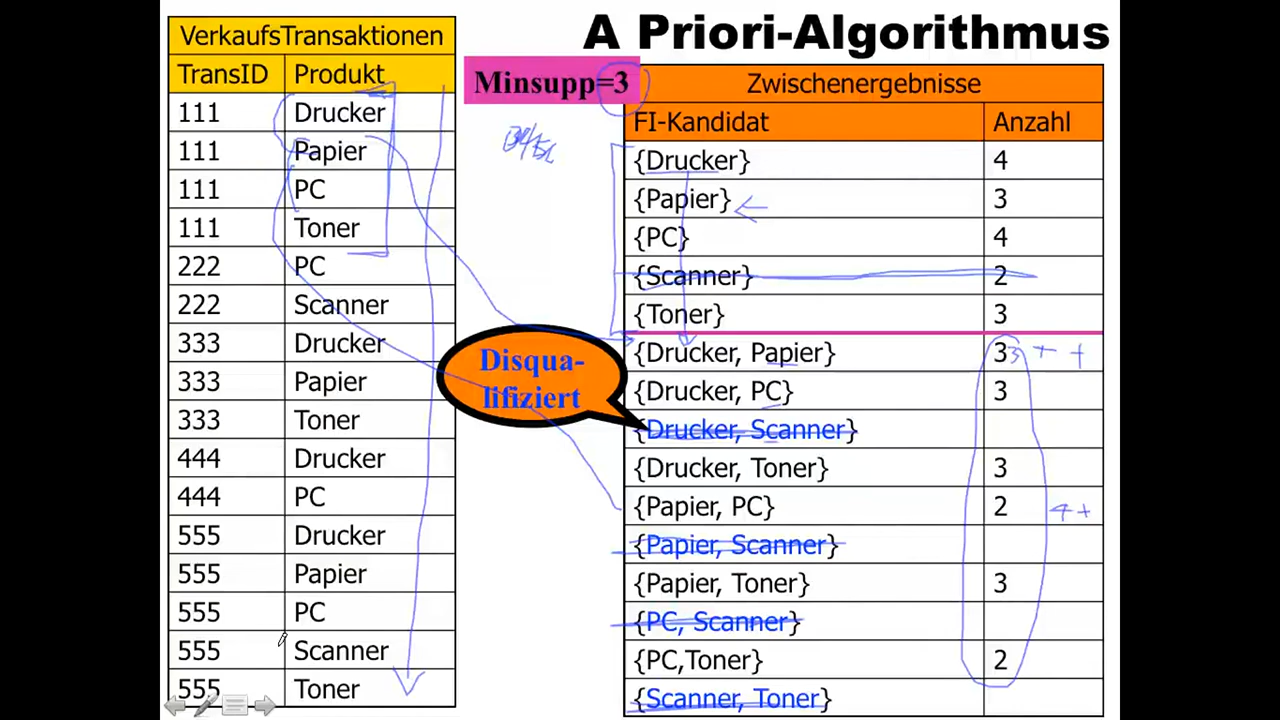 A Priori-Algorithmus
VerkaufsTransaktionen
TransID Produkt
111 Drucker
111 Papier
111 PC
111 Toner
222 PC
222 Scanner
333 Drucker
333 Papier
333 Toner
444 Drucker
444 PC
555 Drucker
555 Papier
555 PC
555 Scanner
555 Toner
Minsupp=3
Disqua-
lifiziert
Zwischenergebnisse
FI-Kandidat Anzahl
{Drucker} 4
{Papier} 3
{PC} 4
{Scanner} 2
{Toner} 3
{Drucker, Papier} 3 3 + +
{Drucker, PC} 3
{Drucker, Scanner}
{Drucker, Toner} 3
{Papier, PC} 2 4+
{Papier, Scanner}
{Papier, Toner} 3
{PC, Scanner}
{PC,Toner} 2
{Scanner, Toner}